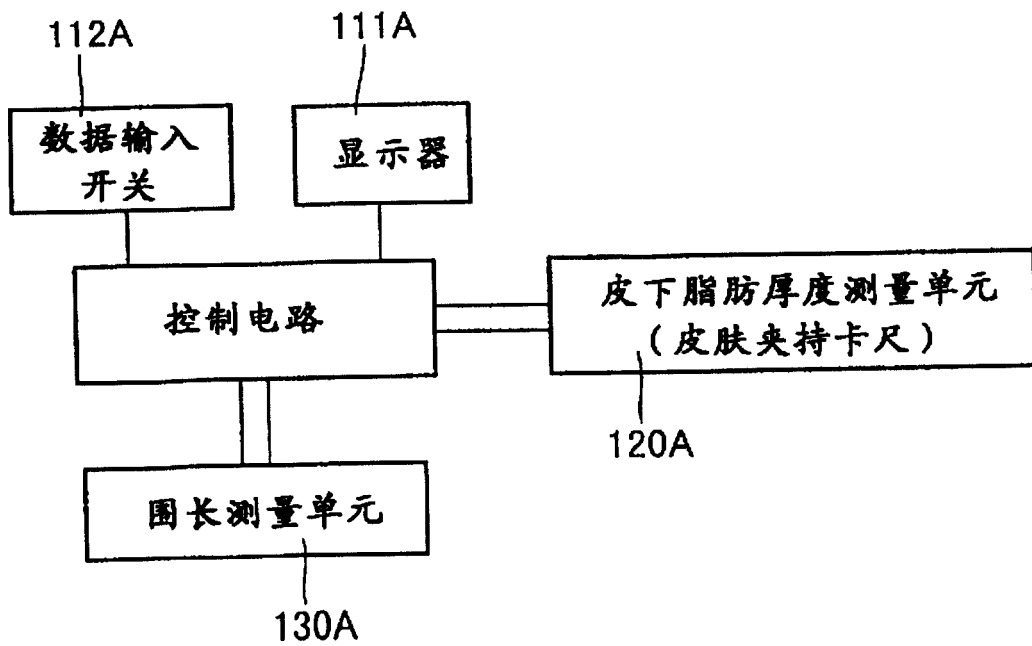 112A
111A
数据输入
开关
显示器
控制电路
皮下脂肪厚度测量单元
(皮肤夹持卡尺)
120A
围长测量单元
130A